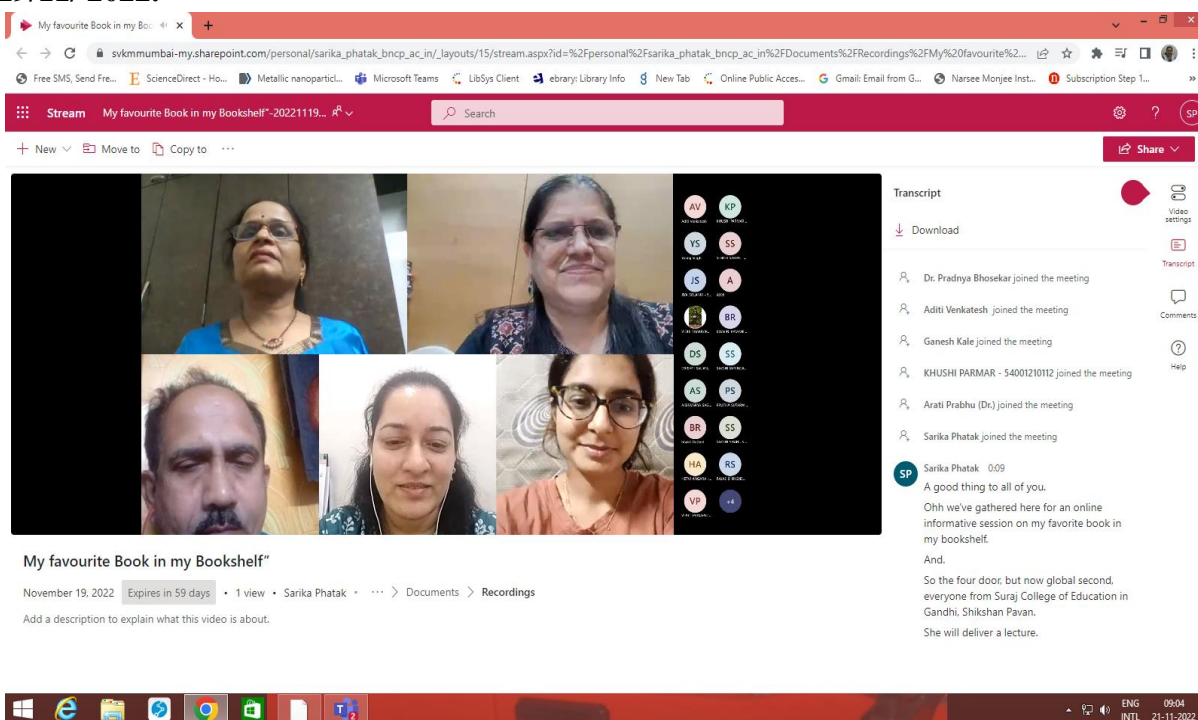 My favourite Book in my Boo
svkmmumbai-my.sharepoint.com/personal/sarika_phatak_bncp_ac_in/_layouts/15/stream.aspx?id=%2Fpersonal%2Fsarika_phatak_bncp_ac_in%2FDocuments%2FRecordings%2FMy%20favourite%2...
Free SMS, Send Fre... ScienceDirect - Ho... Metallic nanoparticl... Microsoft Teams LibSys Client ebrary: Library Info New Tab Online Public Acces... Gmail: Email from G... Narsee Monjee Inst... Subscription Step 1... »
Stream My favourite Book in my Bookshelf"-20221119... Search ? SP
+ New Move to Copy to ... Share
AV KP
YS SS
JS A
BR
DS SS
AS PS
BR SS
HA RS
VP +4
Transcript
Download
Dr. Pradnya Bhosekar joined the meeting
Aditi Venkatesh joined the meeting
Ganesh Kale joined the meeting
KHUSHI PARMAR - 54001210112 joined the meeting
Arati Prabhu (Dr.) joined the meeting
Sarika Phatak joined the meeting
SP Sarika Phatak 0:09
A good thing to all of you.
Ohh we've gathered here for an online
informative session on my favorite book in
my bookshelf.
And.
So the four door, but now global second,
everyone from Suraj College of Education in
Gandhi, Shikshan Pavan.
She will deliver a lecture.
Video
settings
Transcript
Comments
Help
My favourite Book in my Bookshelf"
November 19, 2022 Expires in 59 days • 1 view • Sarika Phatak • ... > Documents > Recordings
Add a description to explain what this video is about.
ENG 09:04
INTL 21-11-2022